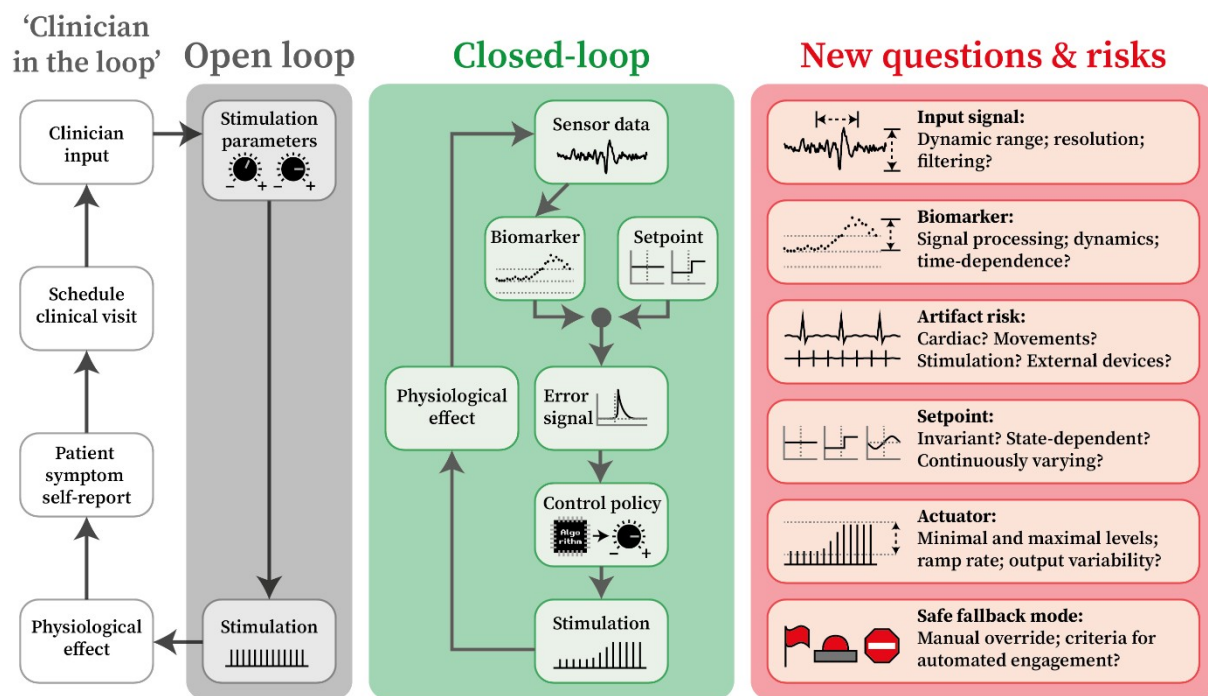 'Clinician
in the loop'
Clinician
input
Schedule
clinical visit
Patient
symptom
self-report
Physiological
effect
Open loop
Stimulation
parameters
− + − +
Stimulation
Closed-loop
Sensor data
Biomarker
Setpoint
Physiological
effect
Error
signal
Control policy
Algo
rithm
− +
Stimulation
New questions & risks
Input signal:
Dynamic range; resolution;
filtering?
Biomarker:
Signal processing; dynamics;
time-dependence?
Artifact risk:
Cardiac? Movements?
Stimulation? External devices?
Setpoint:
Invariant? State-dependent?
Continuously varying?
Actuator:
Minimal and maximal levels;
ramp rate; output variability?
Safe fallback mode:
Manual override; criteria for
automated engagement?